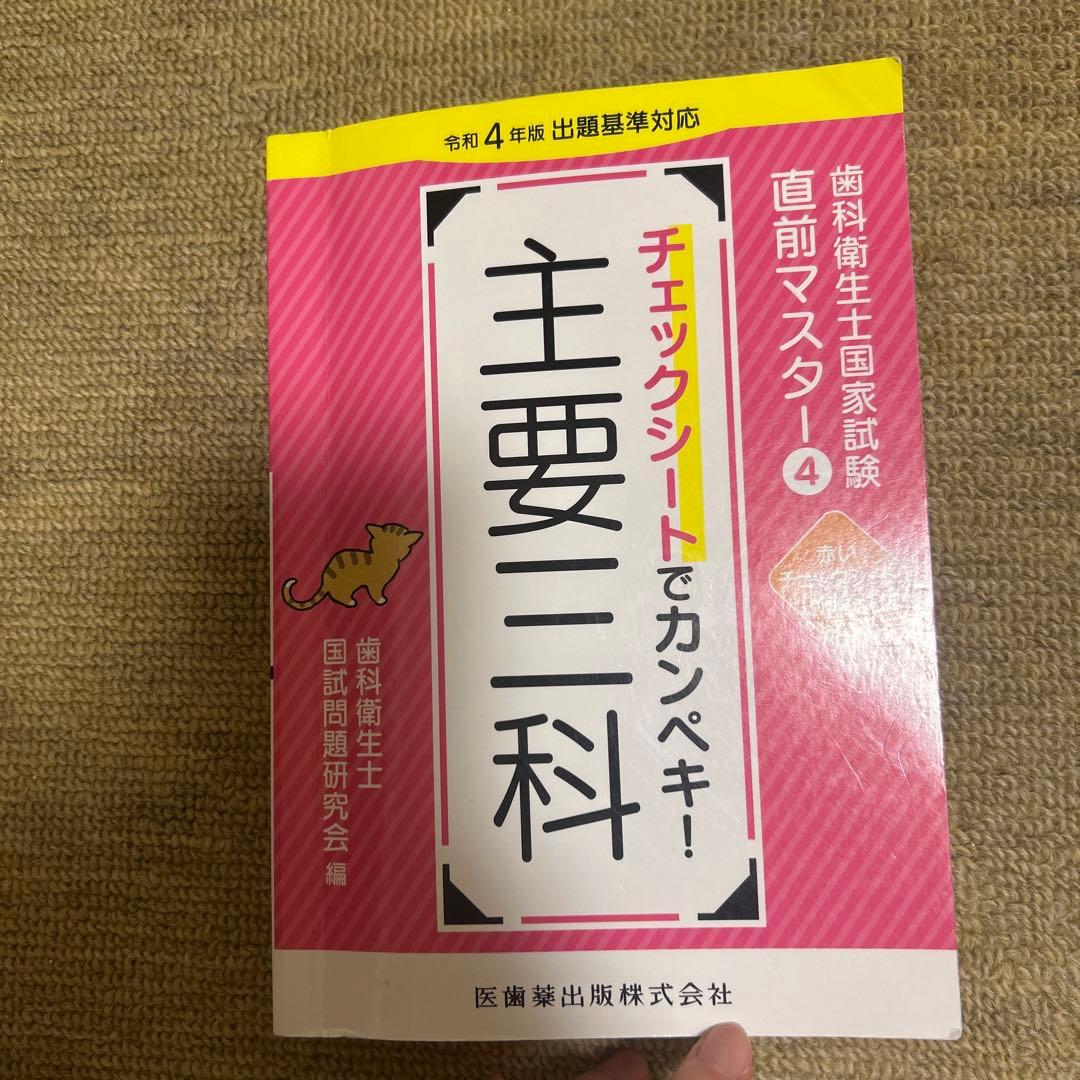 令和4年版 出題基準対応
歯科衛生士国家試験
直前マスター4
チェックシートでカンペキ!
主要三科
赤い
歯科衛生士
国試問題研究会 編
医歯薬出版株式会社